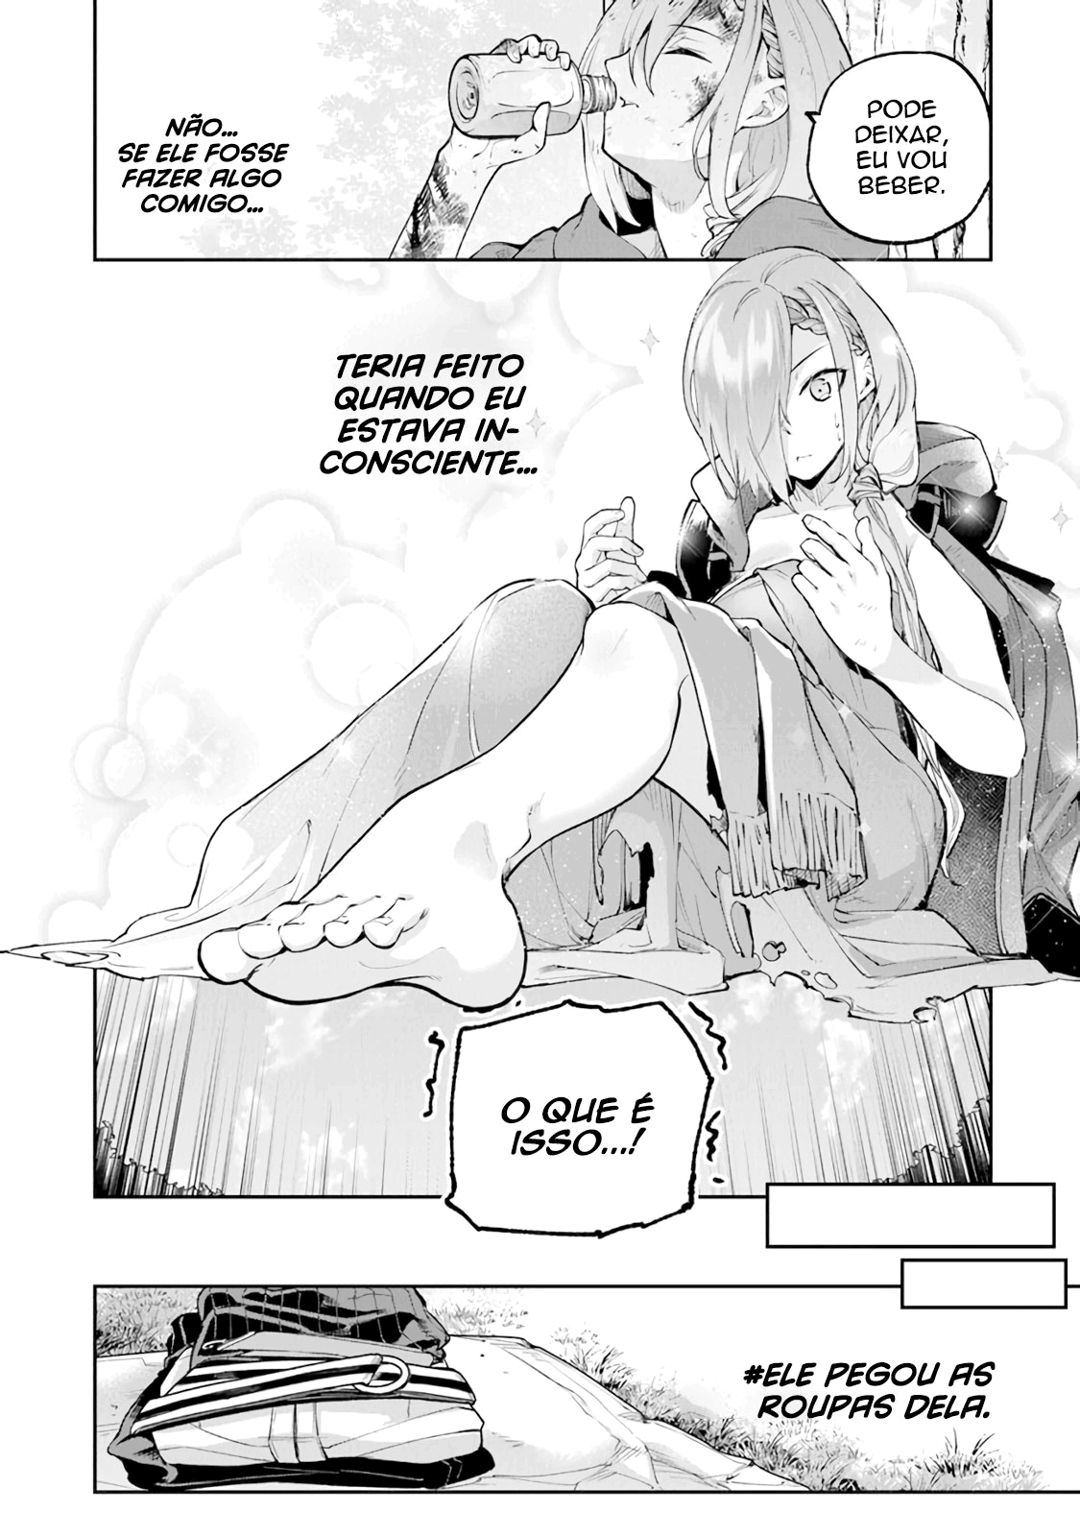 PODE
DEIXAR,
EU VOU
BEBER.
NÃO...
SE ELE FOSSE
FAZER ALGO
COMIGO...
TERIA FEITO
QUANDO EU
ESTAVA IN-
CONSCIENTE...
O QUE É
ISSO...!
#ELE PEGOU AS
ROUPAS DELA.